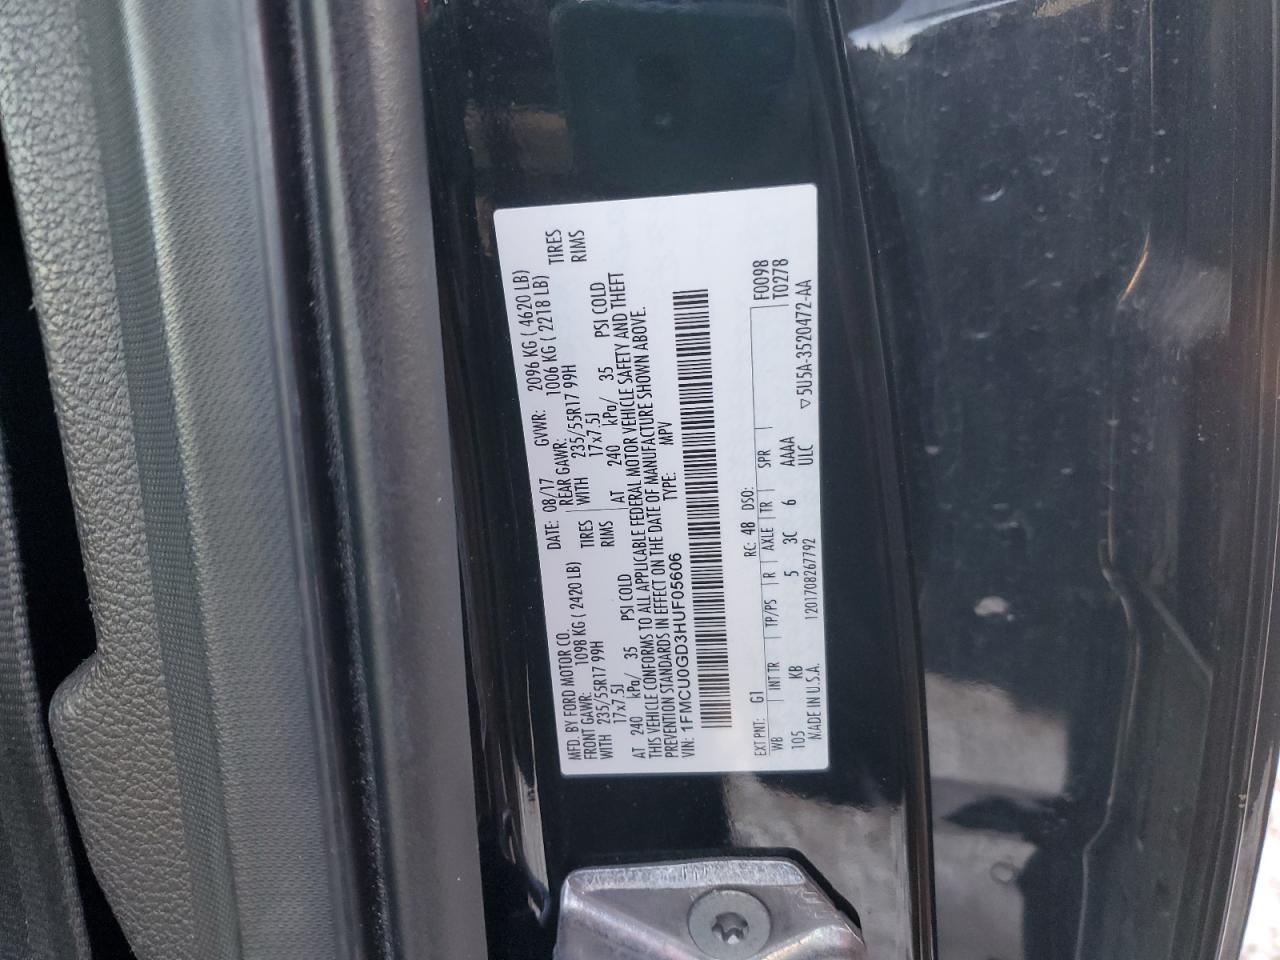 MFD. BY FORD MOTOR CO.
DATE: 08/17 GVWR: 2096 KG ( 4620 LB)
FRONT GAWR: 1098 KG ( 2420 LB) REAR GAWR: 1006 KG ( 2218 LB)
WITH 235/55R17 99H TIRES WITH 235/55R17 99H TIRES
17x7.5J RIMS 17x7.5J RIMS
AT 240 kPa/ 35 PSI COLD AT 240 kPa/ 35 PSI COLD
THIS VEHICLE CONFORMS TO ALL APPLICABLE FEDERAL MOTOR VEHICLE SAFETY AND THEFT
PREVENTION STANDARDS IN EFFECT ON THE DATE OF MANUFACTURE SHOWN ABOVE.
VIN: 1FMCU0GD3HUF05606 TYPE: MPV
F0098
EXT PNT: G1 RC: 48 DSO: T0278
WB INT TR TP/PS R AXLE TR SPR
105 KB 5 3C 6 AAAA
ULC
MADE IN U.S.A. 1201708267792 ▽5U5A-3520472-AA